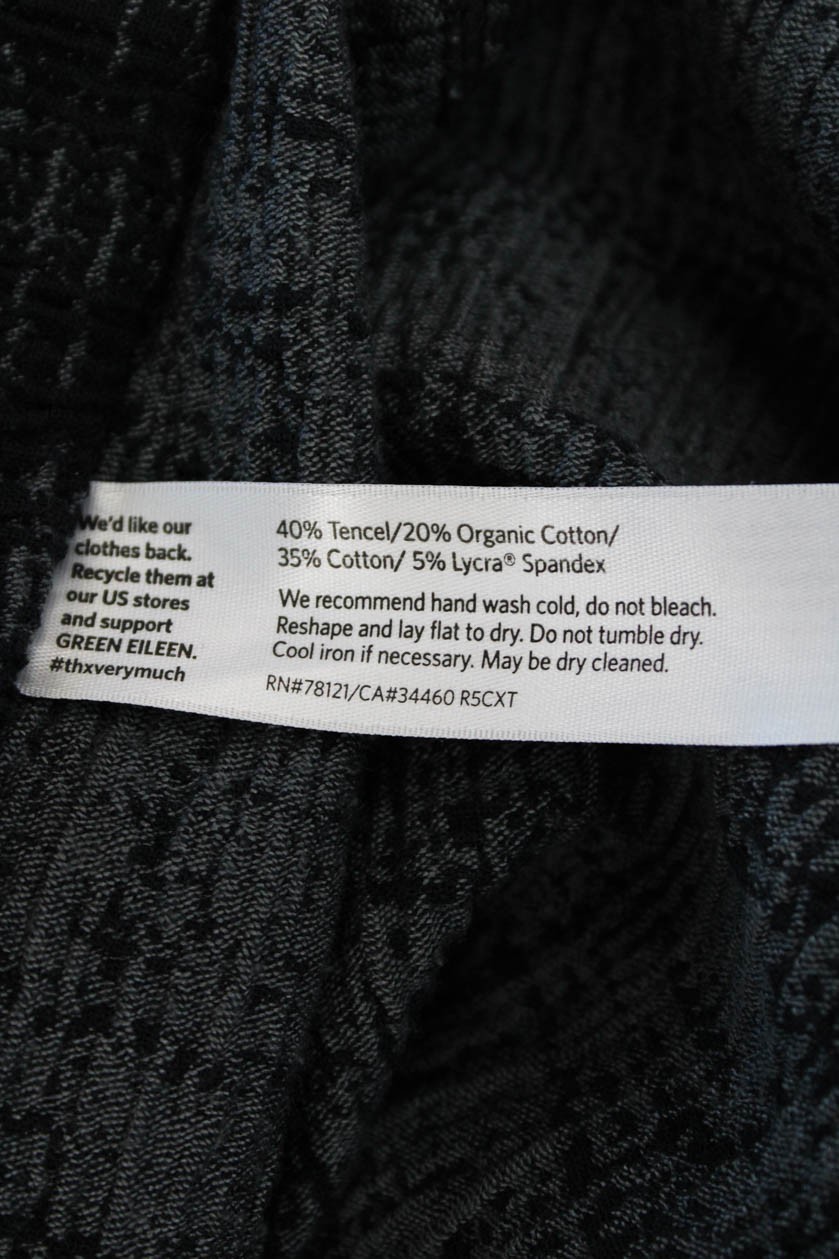 We'd like our
clothes back.
Recycle them at
our US stores
and support
GREEN EILEEN.
#thxverymuch
40% Tencel/20% Organic Cotton/
35% Cotton/ 5% Lycra® Spandex
We recommend hand wash cold, do not bleach.
Reshape and lay flat to dry. Do not tumble dry.
Cool iron if necessary. May be dry cleaned.
RN#78121/CA#34460 R5CXT